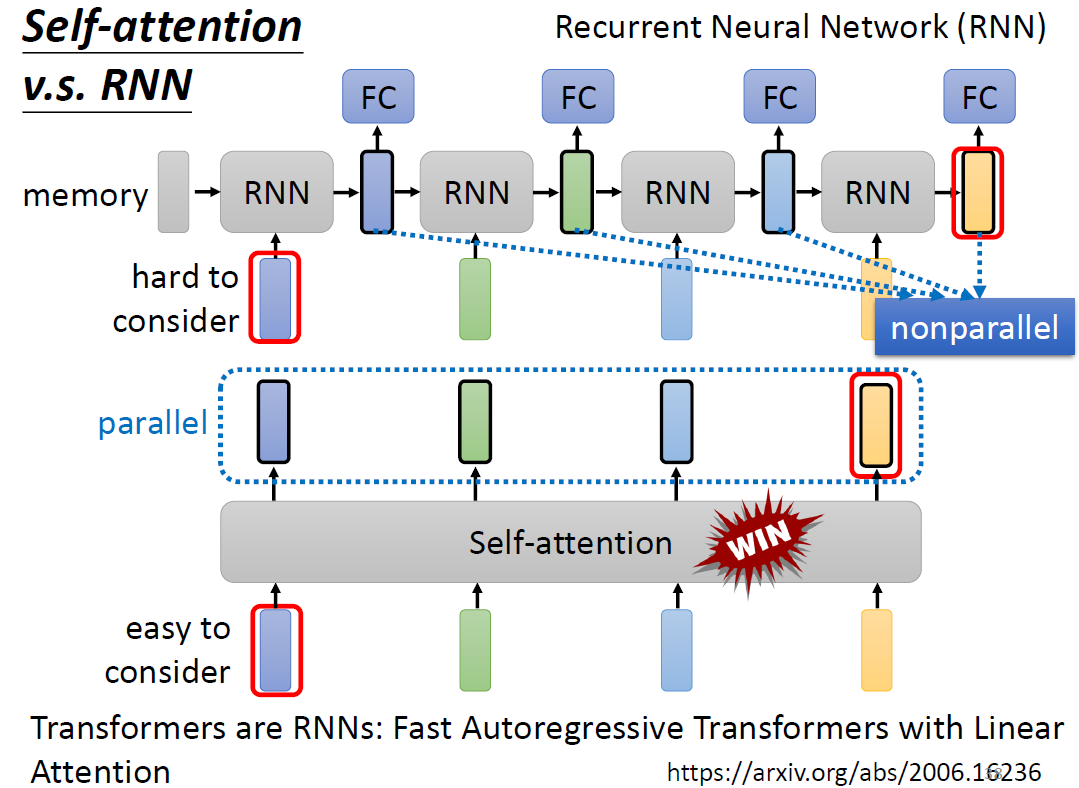 Self-attention
v.s. RNN
Recurrent Neural Network (RNN)
FC
FC
FC
FC
memory
RNN
RNN
RNN
RNN
hard to
consider
nonparallel
parallel
Self-attention
WIN
easy to
consider
Transformers are RNNs: Fast Autoregressive Transformers with Linear
Attention
https://arxiv.org/abs/2006.16236
38